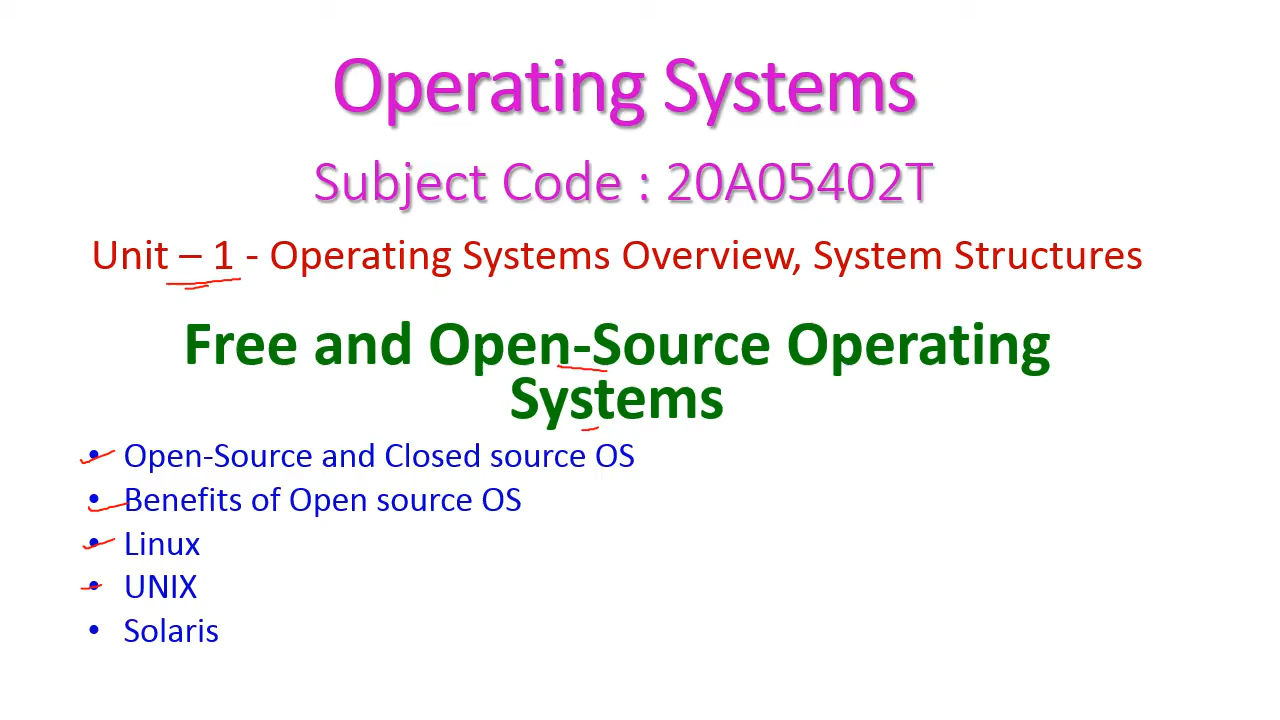 Operating Systems
Subject Code : 20A05402T
Unit – 1 - Operating Systems Overview, System Structures
Free and Open-Source Operating
Systems
• Open-Source and Closed source OS
• Benefits of Open source OS
• Linux
• UNIX
• Solaris